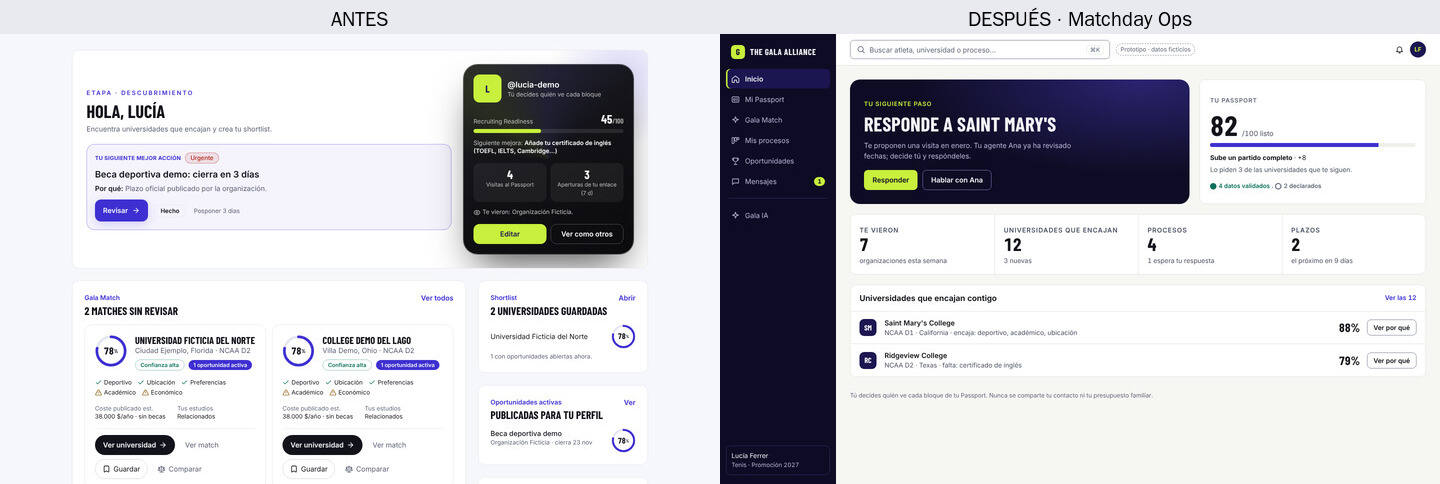 ANTES
ETAPA · DESCUBRIMIENTO
HOLA, LUCÍA
Encuentra universidades que encajan y crea tu shortlist.
TU SIGUIENTE MEJOR ACCIÓN Urgente
Beca deportiva demo: cierra en 3 días
Por qué: Plazo oficial publicado por la organización.
Revisar → Hecho Posponer 3 días
L
@lucia-demo
Tú decides quién ve cada bloque
Recruiting Readiness 45/100
Siguiente mejora: Añade tu certificado de inglés
(TOEFL, IELTS, Cambridge...)
4
Visitas al Passport
3
Aperturas de tu enlace
(7 d)
Te vieron: Organización Ficticia.
Editar Ver como otros
Gala Match Ver todos
2 MATCHES SIN REVISAR
78%
UNIVERSIDAD FICTICIA DEL NORTE
Ciudad Ejemplo, Florida · NCAA D2
Confianza alta 1 oportunidad activa
Deportivo Ubicación Preferencias
Académico Económico
Coste publicado est. Tus estudios
38.000 $/año · sin becas Relacionados
Ver universidad → Ver match
Guardar Comparar
78%
COLLEGE DEMO DEL LAGO
Villa Demo, Ohio · NCAA D2
Confianza alta 1 oportunidad activa
Deportivo Ubicación Preferencias
Académico Económico
Coste publicado est. Tus estudios
38.000 $/año · sin becas Relacionados
Ver universidad → Ver match
Guardar Comparar
Shortlist Abrir
2 UNIVERSIDADES GUARDADAS
Universidad Ficticia del Norte 78%
1 con oportunidades abiertas ahora.
Oportunidades activas Ver
PUBLICADAS PARA TU PERFIL
Beca deportiva demo
Organización Ficticia · cierra 23 nov
78%
DESPUÉS · Matchday Ops
G THE GALA ALLIANCE
Inicio
Mi Passport
Gala Match
Mis procesos
Oportunidades
Mensajes 1
Gala IA
Lucía Ferrer
Tenis · Promoción 2027
Buscar atleta, universidad o proceso... ⌘K
Prototipo · datos ficticios
LF
TU SIGUIENTE PASO
RESPONDE A SAINT MARY'S
Te proponen una visita en enero. Tu agente Ana ya ha revisado
fechas; decide tú y respóndeles.
Responder Hablar con Ana
TU PASSPORT
82 /100 listo
Sube un partido completo · +8
Lo piden 3 de las universidades que te siguen.
4 datos validados · 2 declarados
TE VIERON
7
organizaciones esta semana
UNIVERSIDADES QUE ENCAJAN
12
3 nuevas
PROCESOS
4
1 espera tu respuesta
PLAZOS
2
el próximo en 9 días
Universidades que encajan contigo Ver las 12
SM
Saint Mary's College
NCAA D1 · California · encaja: deportivo, académico, ubicación
88% Ver por qué
RC
Ridgeview College
NCAA D2 · Texas · falta: certificado de inglés
79% Ver por qué
Tú decides quién ve cada bloque de tu Passport. Nunca se comparte tu contacto ni tu presupuesto familiar.